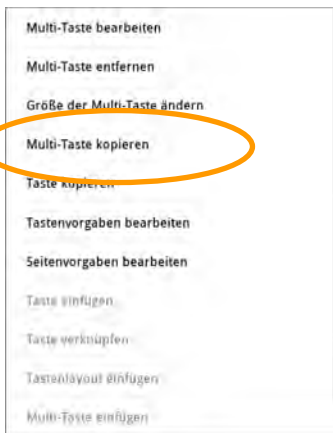 Multi-Taste bearbeiten
Multi-Taste entfernen
Größe der Multi-Taste ändern
Multi-Taste kopieren
Taste kopieren
Tastenvorgaben bearbeiten
Seitenvorgaben bearbeiten
Taste einfügen
Taste verknüpfen
Tastenlayout einfügen
Multi-Taste einfügen